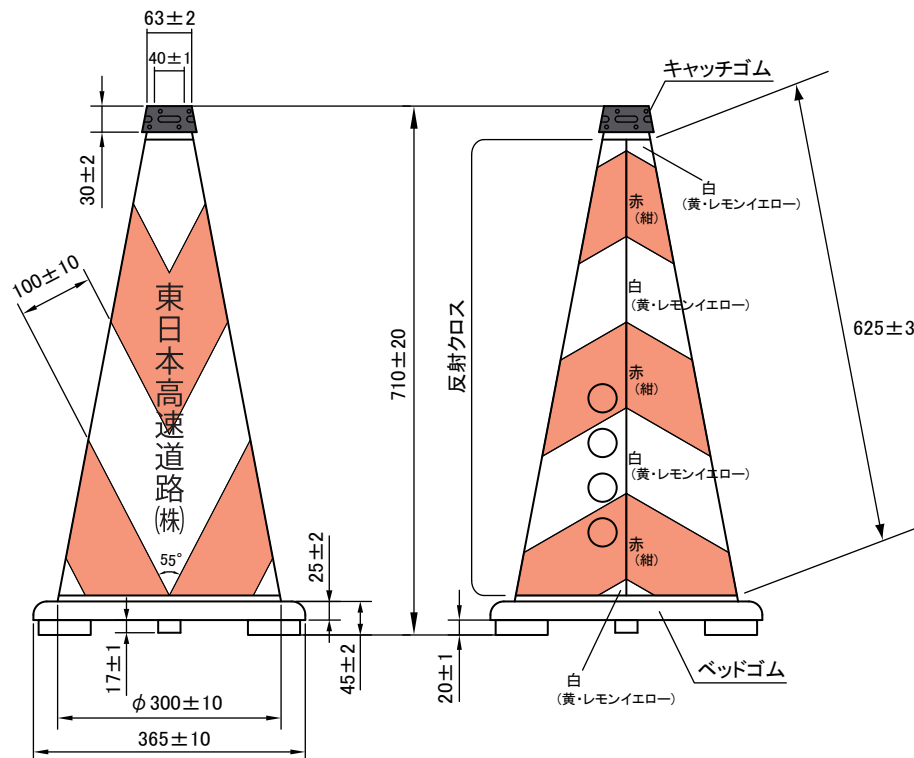 63±2
40±1
30±2
100±10
東日本高速道路(株)
55°
25±2
45±2
17±1
φ300±10
365±10
710±20
キャッチゴム
白
(黄・レモンイエロー)
赤
(紺)
白
(黄・レモンイエロー)
反射クロス
赤
(紺)
白
(黄・レモンイエロー)
赤
(紺)
625±3
20±1
白
(黄・レモンイエロー)
ベッドゴム